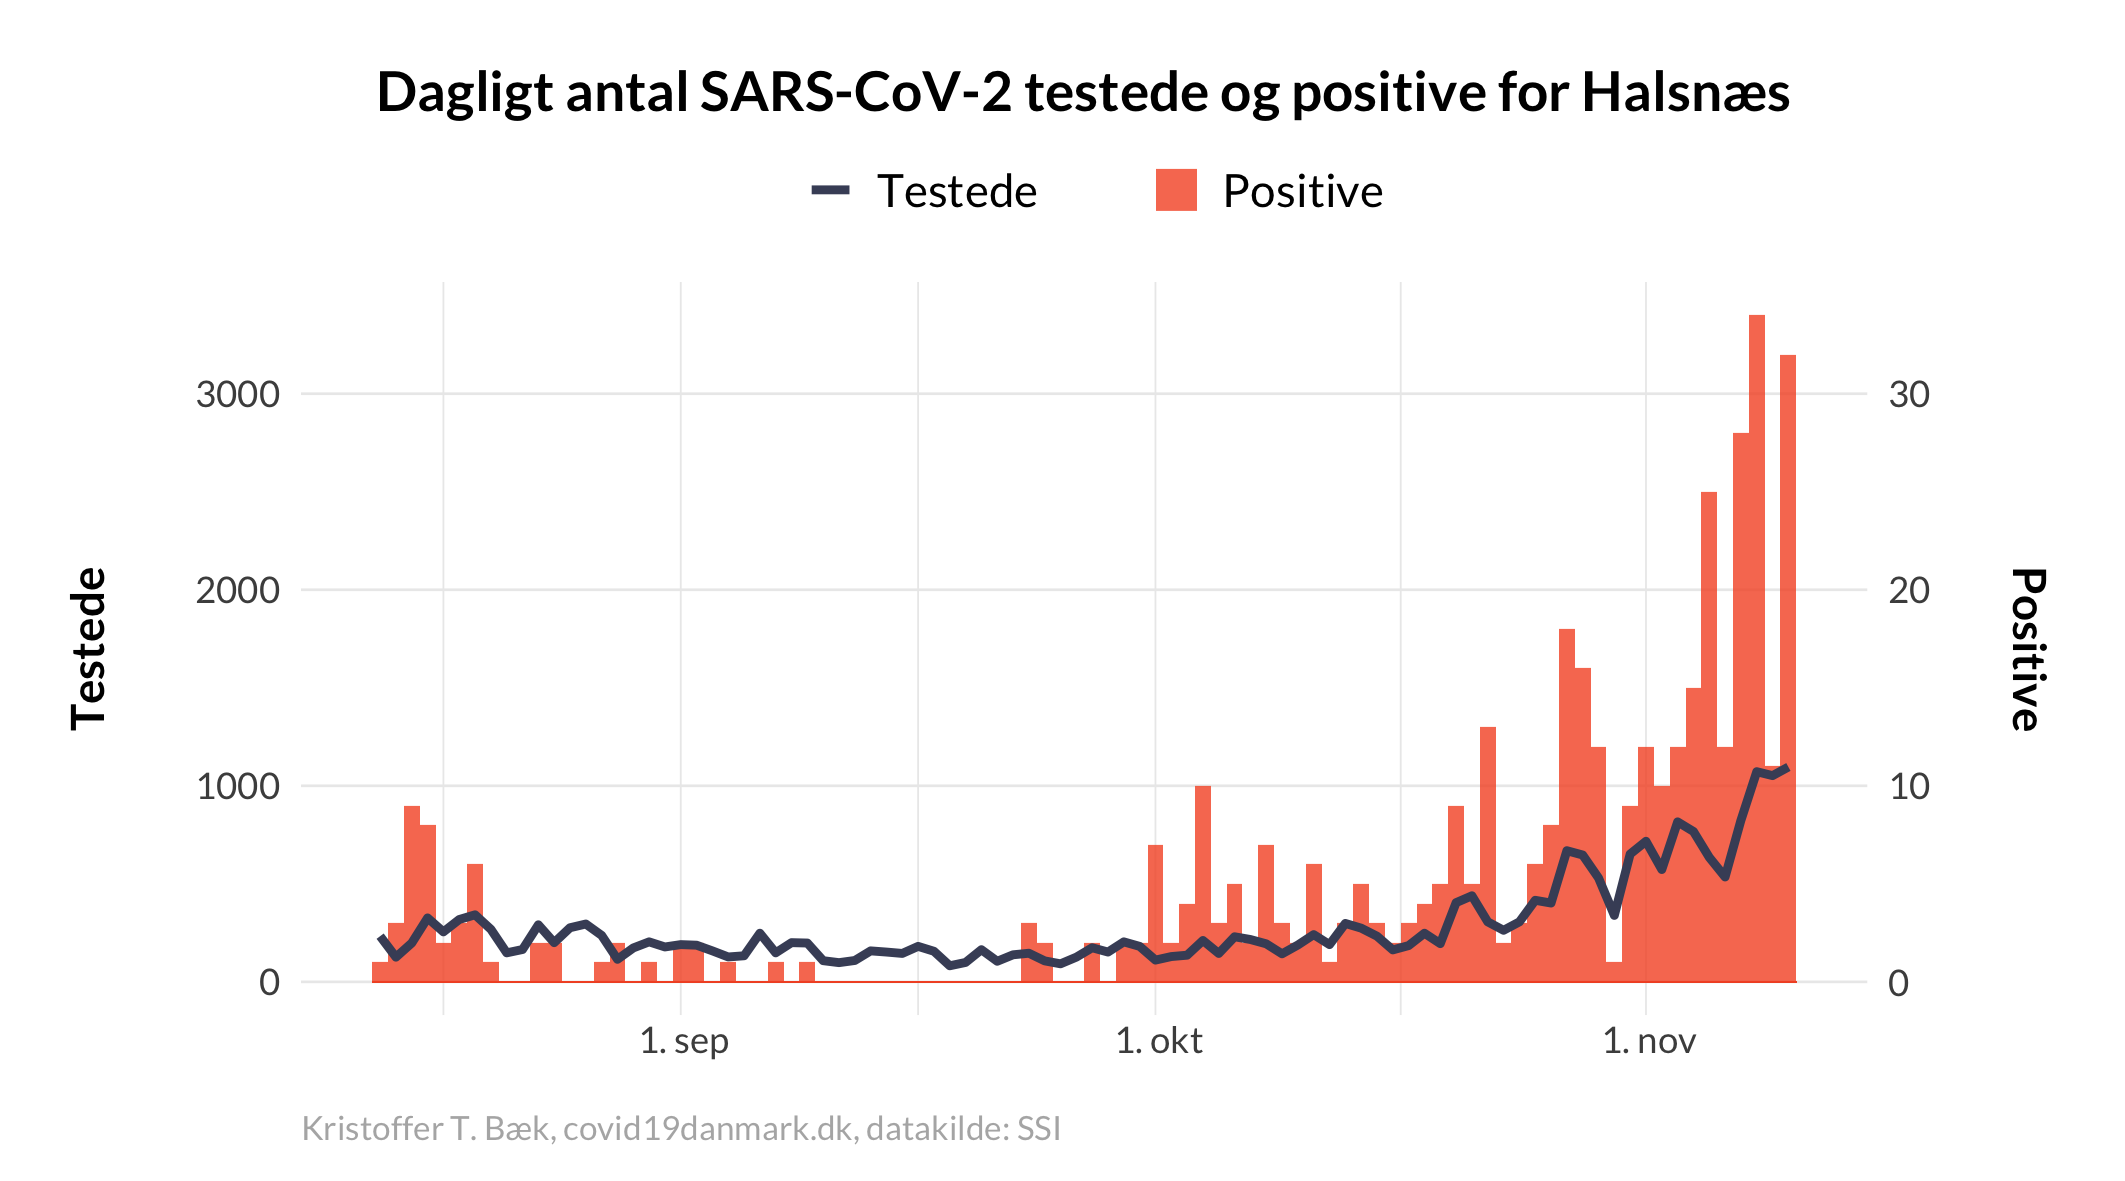 Dagligt antal SARS-CoV-2 testede og positive for Halsnæs
Testede
Positive
3000
2000
1000
0
30
20
10
0
Testede
Positive
1. sep
1. okt
1. nov
Kristoffer T. Bæk, covid19danmark.dk, datakilde: SSI